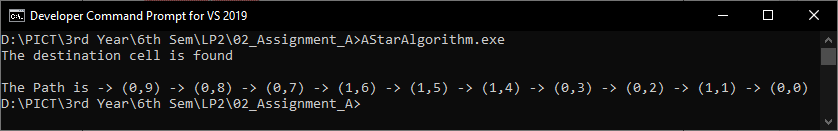 Developer Command Prompt for VS 2019
D:\PICT\3rd Year\6th Sem\LP2\02_Assignment_A>AStarAlgorithm.exe
The destination cell is found
The Path is -> (0,9) -> (0,8) -> (0,7) -> (1,6) -> (1,5) -> (1,4) -> (0,3) -> (0,2) -> (1,1) -> (0,0)
D:\PICT\3rd Year\6th Sem\LP2\02_Assignment_A>